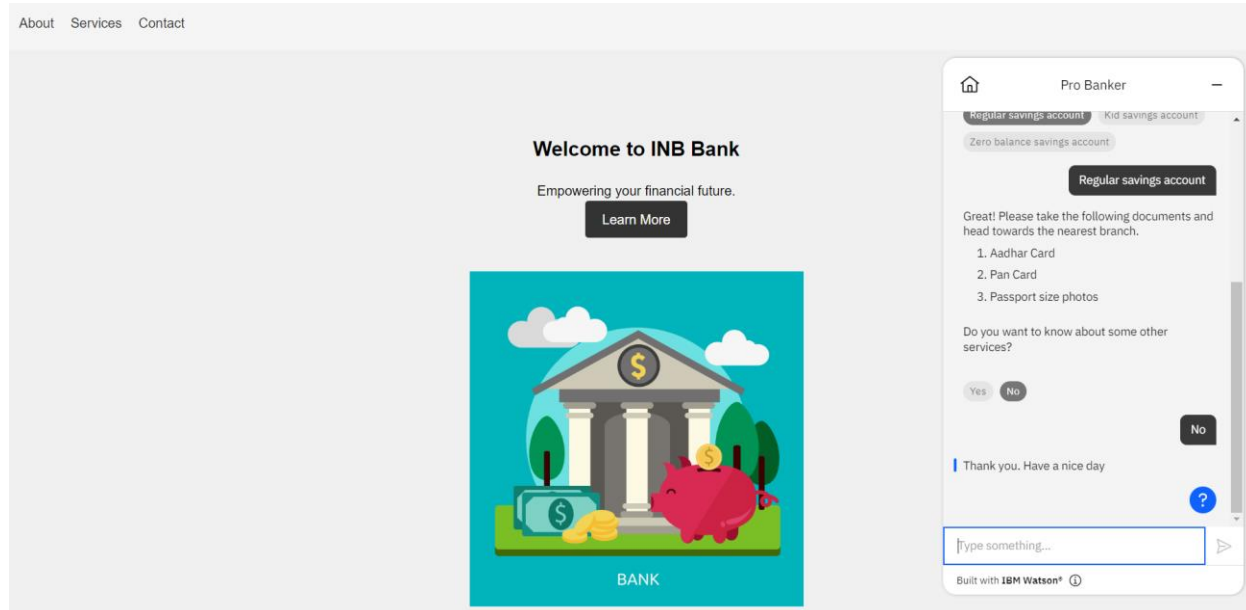 About Services Contact
Welcome to INB Bank
Empowering your financial future.
Learn More
$
$
$
BANK
Pro Banker
Regular savings account Kid savings account
Zero balance savings account
Regular savings account
Great! Please take the following documents and
head towards the nearest branch.
1. Aadhar Card
2. Pan Card
3. Passport size photos
Do you want to know about some other
services?
Yes No
No
Thank you. Have a nice day
?
Type something...
Built with IBM Watson®